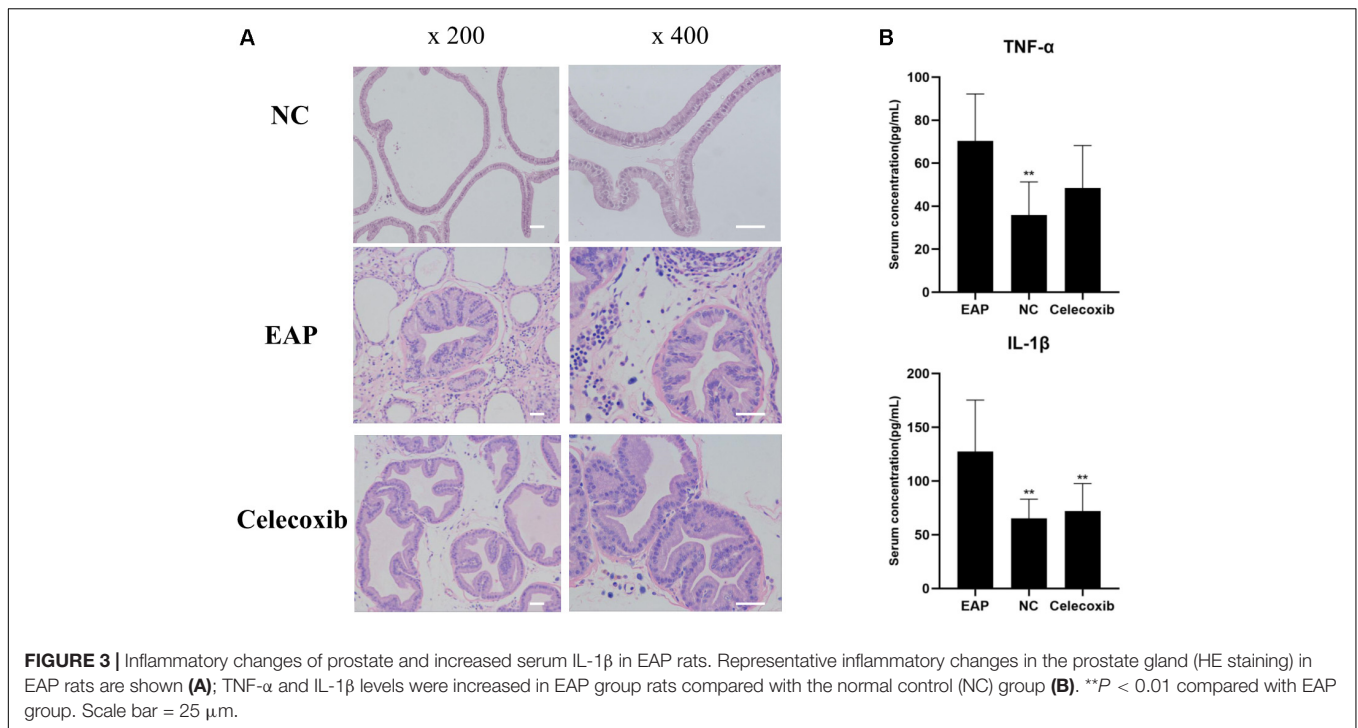 A
x 200
x 400
NC
EAP
Celecoxib
B
TNF-α
Serum concentration(pg/mL)
100
80
60
40
20
0
**
EAP NC Celecoxib
IL-1β
Serum concentration(pg/mL)
200
150
100
50
0
** **
EAP NC Celecoxib
FIGURE 3 | Inflammatory changes of prostate and increased serum IL-1β in EAP rats. Representative inflammatory changes in the prostate gland (HE staining) in
EAP rats are shown (A); TNF-α and IL-1β levels were increased in EAP group rats compared with the normal control (NC) group (B). **P < 0.01 compared with EAP
group. Scale bar = 25 μm.